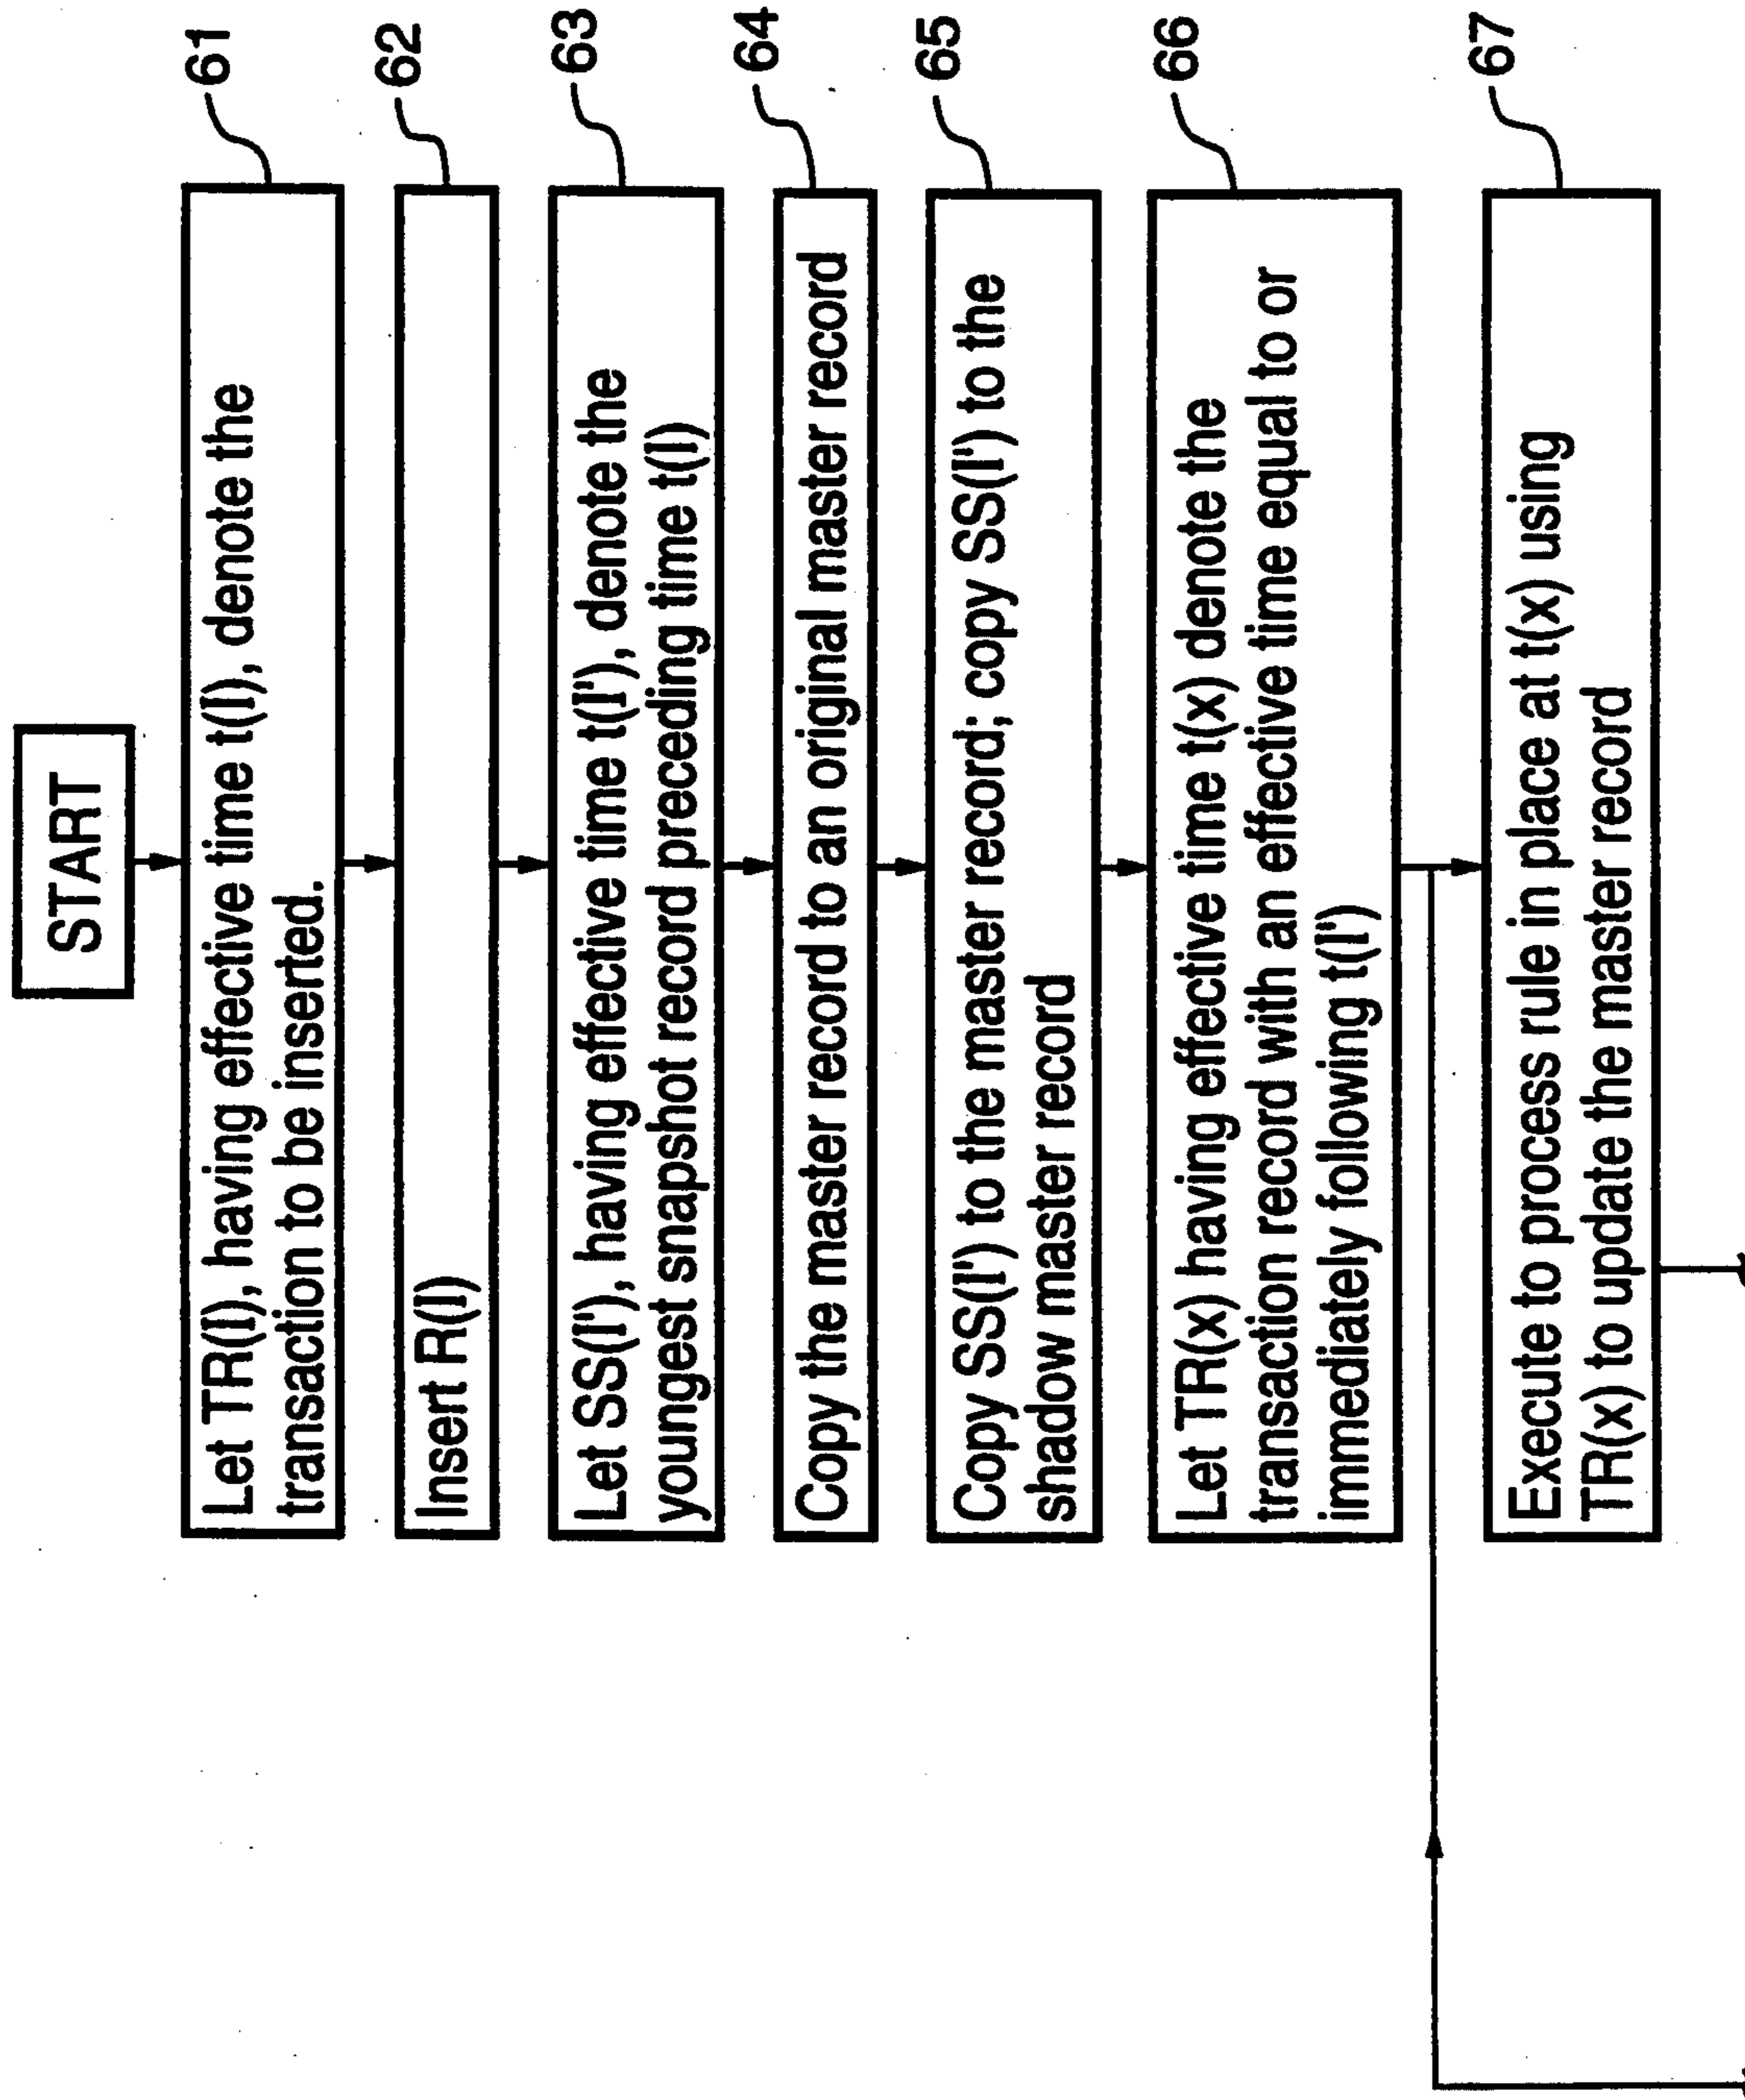 START
Let TR(I), having effective time t(I), denote the
transaction to be inserted.
61
Insert R(I)
62
Let SS(I'), having effective time t(I'), denote the
youngest snapshot record preceding time t(I)
63
Copy the master record to an original master record
64
Copy SS(I') to the master record; copy SS(I') to the
shadow master record
65
Let TR(x) having effective time t(x) denote the
transaction record with an effective time equal to or
immediately following t(I')
66
Execute to process rule in place at t(x) using
TR(x) to update the master record
67